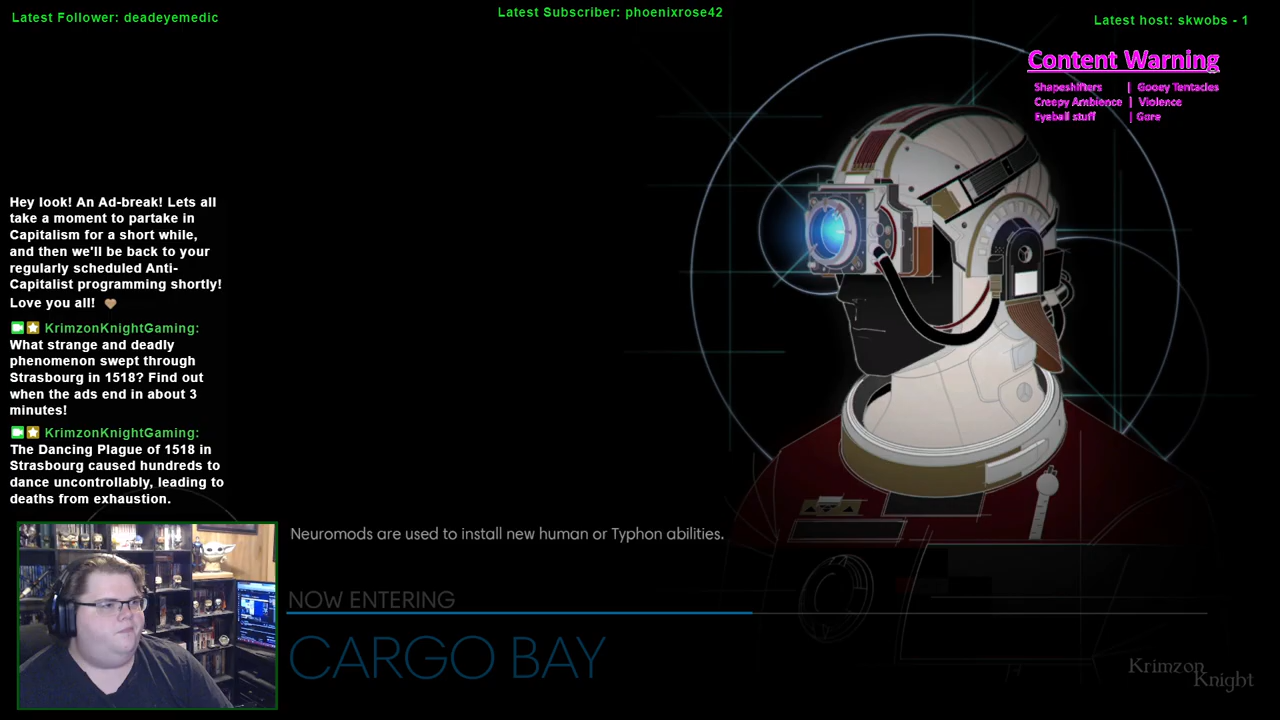 Latest Follower: deadeyemedic
Latest Subscriber: phoenixrose42
Latest host: skwobs - 1
Content Warning
Shapeshifters | Gooey Tentacles
Creepy Ambience | Violence
Eyeball stuff | Gore
Hey look! An Ad-break! Lets all
take a moment to partake in
Capitalism for a short while,
and then we'll be back to your
regularly scheduled Anti-
Capitalist programming shortly!
Love you all!
KrimzonKnightGaming:
What strange and deadly
phenomenon swept through
Strasbourg in 1518? Find out
when the ads end in about 3
minutes!
KrimzonKnightGaming:
The Dancing Plague of 1518 in
Strasbourg caused hundreds to
dance uncontrollably, leading to
deaths from exhaustion.
Neuromods are used to install new human or Typhon abilities.
NOW ENTERING
CARGO BAY
Krimzon
Knight